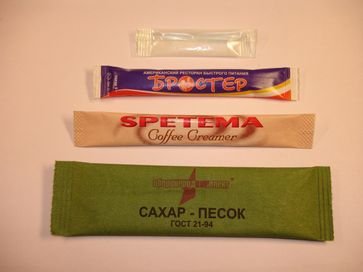 АМЕРИКАНСКИЙ РЕСТОРАН БЫСТРОГО ПИТАНИЯ
БРОСТЕР
SPETEMA
Coffee Creamer
САХАР - ПЕСОК
ГОСТ 21-94